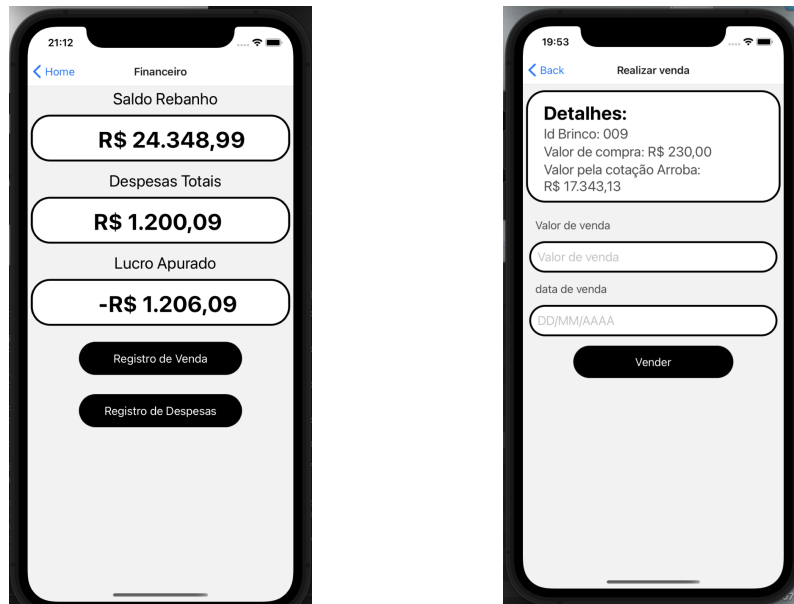 21:12
Home
Financeiro
Saldo Rebanho
R$ 24.348,99
Despesas Totais
R$ 1.200,09
Lucro Apurado
-R$ 1.206,09
Registro de Venda
Registro de Despesas
19:53
Back
Realizar venda
Detalhes:
Id Brinco: 009
Valor de compra: R$ 230,00
Valor pela cotação Arroba:
R$ 17.343,13
Valor de venda
Valor de venda
data de venda
DD/MM/AAAA
Vender